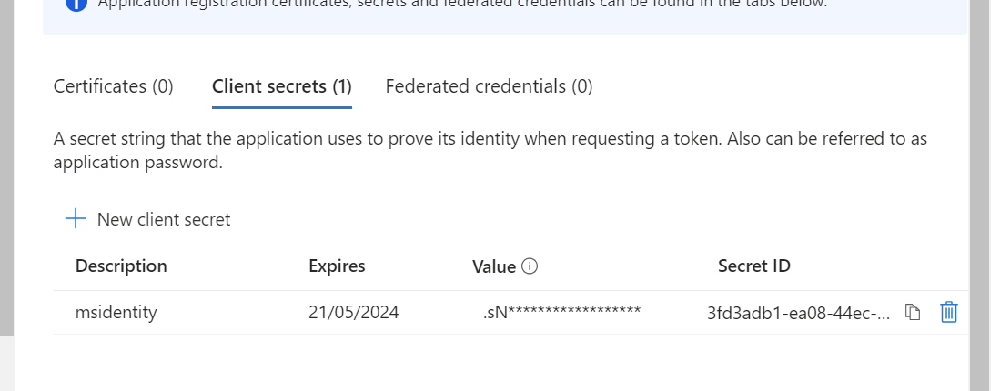 Application registration certificates, secrets and federated credentials can be found in the tabs below.
Certificates (0) Client secrets (1) Federated credentials (0)
A secret string that the application uses to prove its identity when requesting a token. Also can be referred to as
application password.
New client secret
Description Expires Value Secret ID
msidentity 21/05/2024 .sN****************** 3fd3adb1-ea08-44ec-...